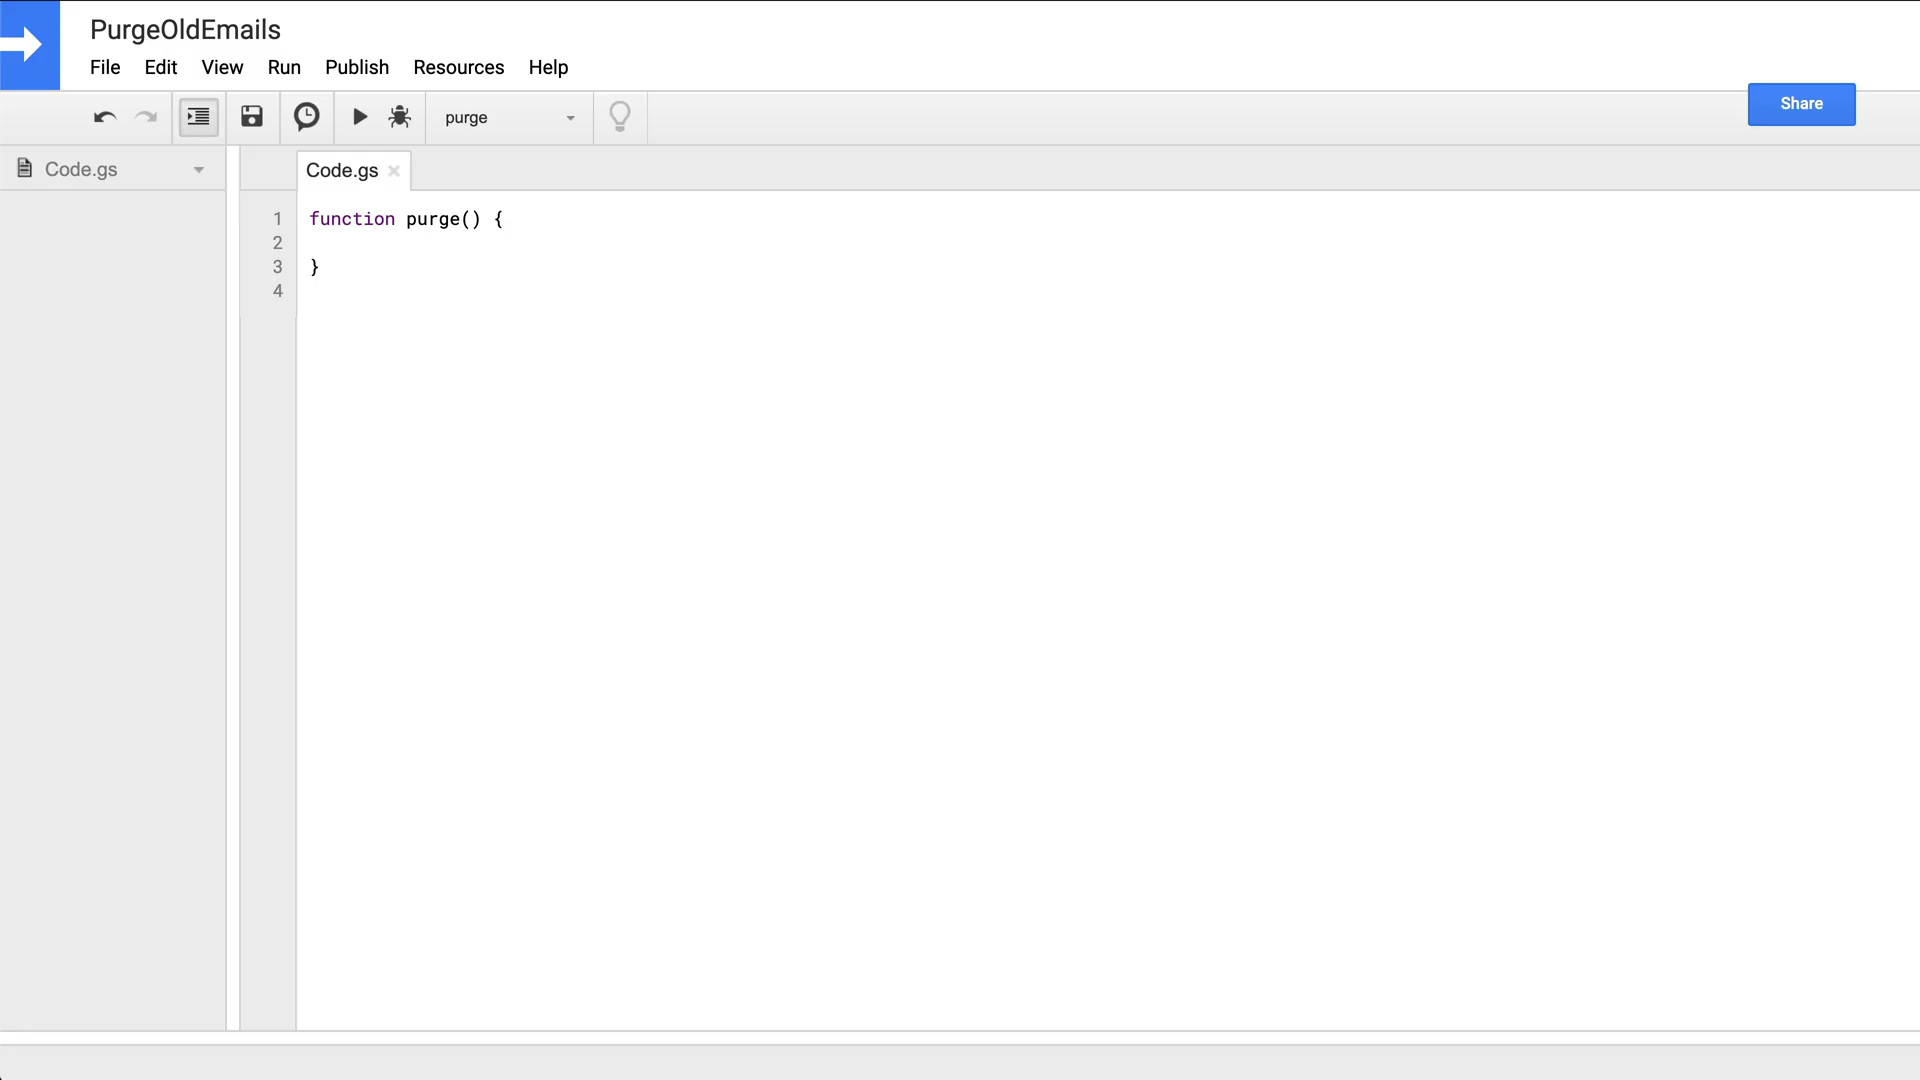 PurgeOldEmails
File Edit View Run Publish Resources Help
purge
Share
Code.gs
Code.gs
1 function purge() {
2
3 }
4